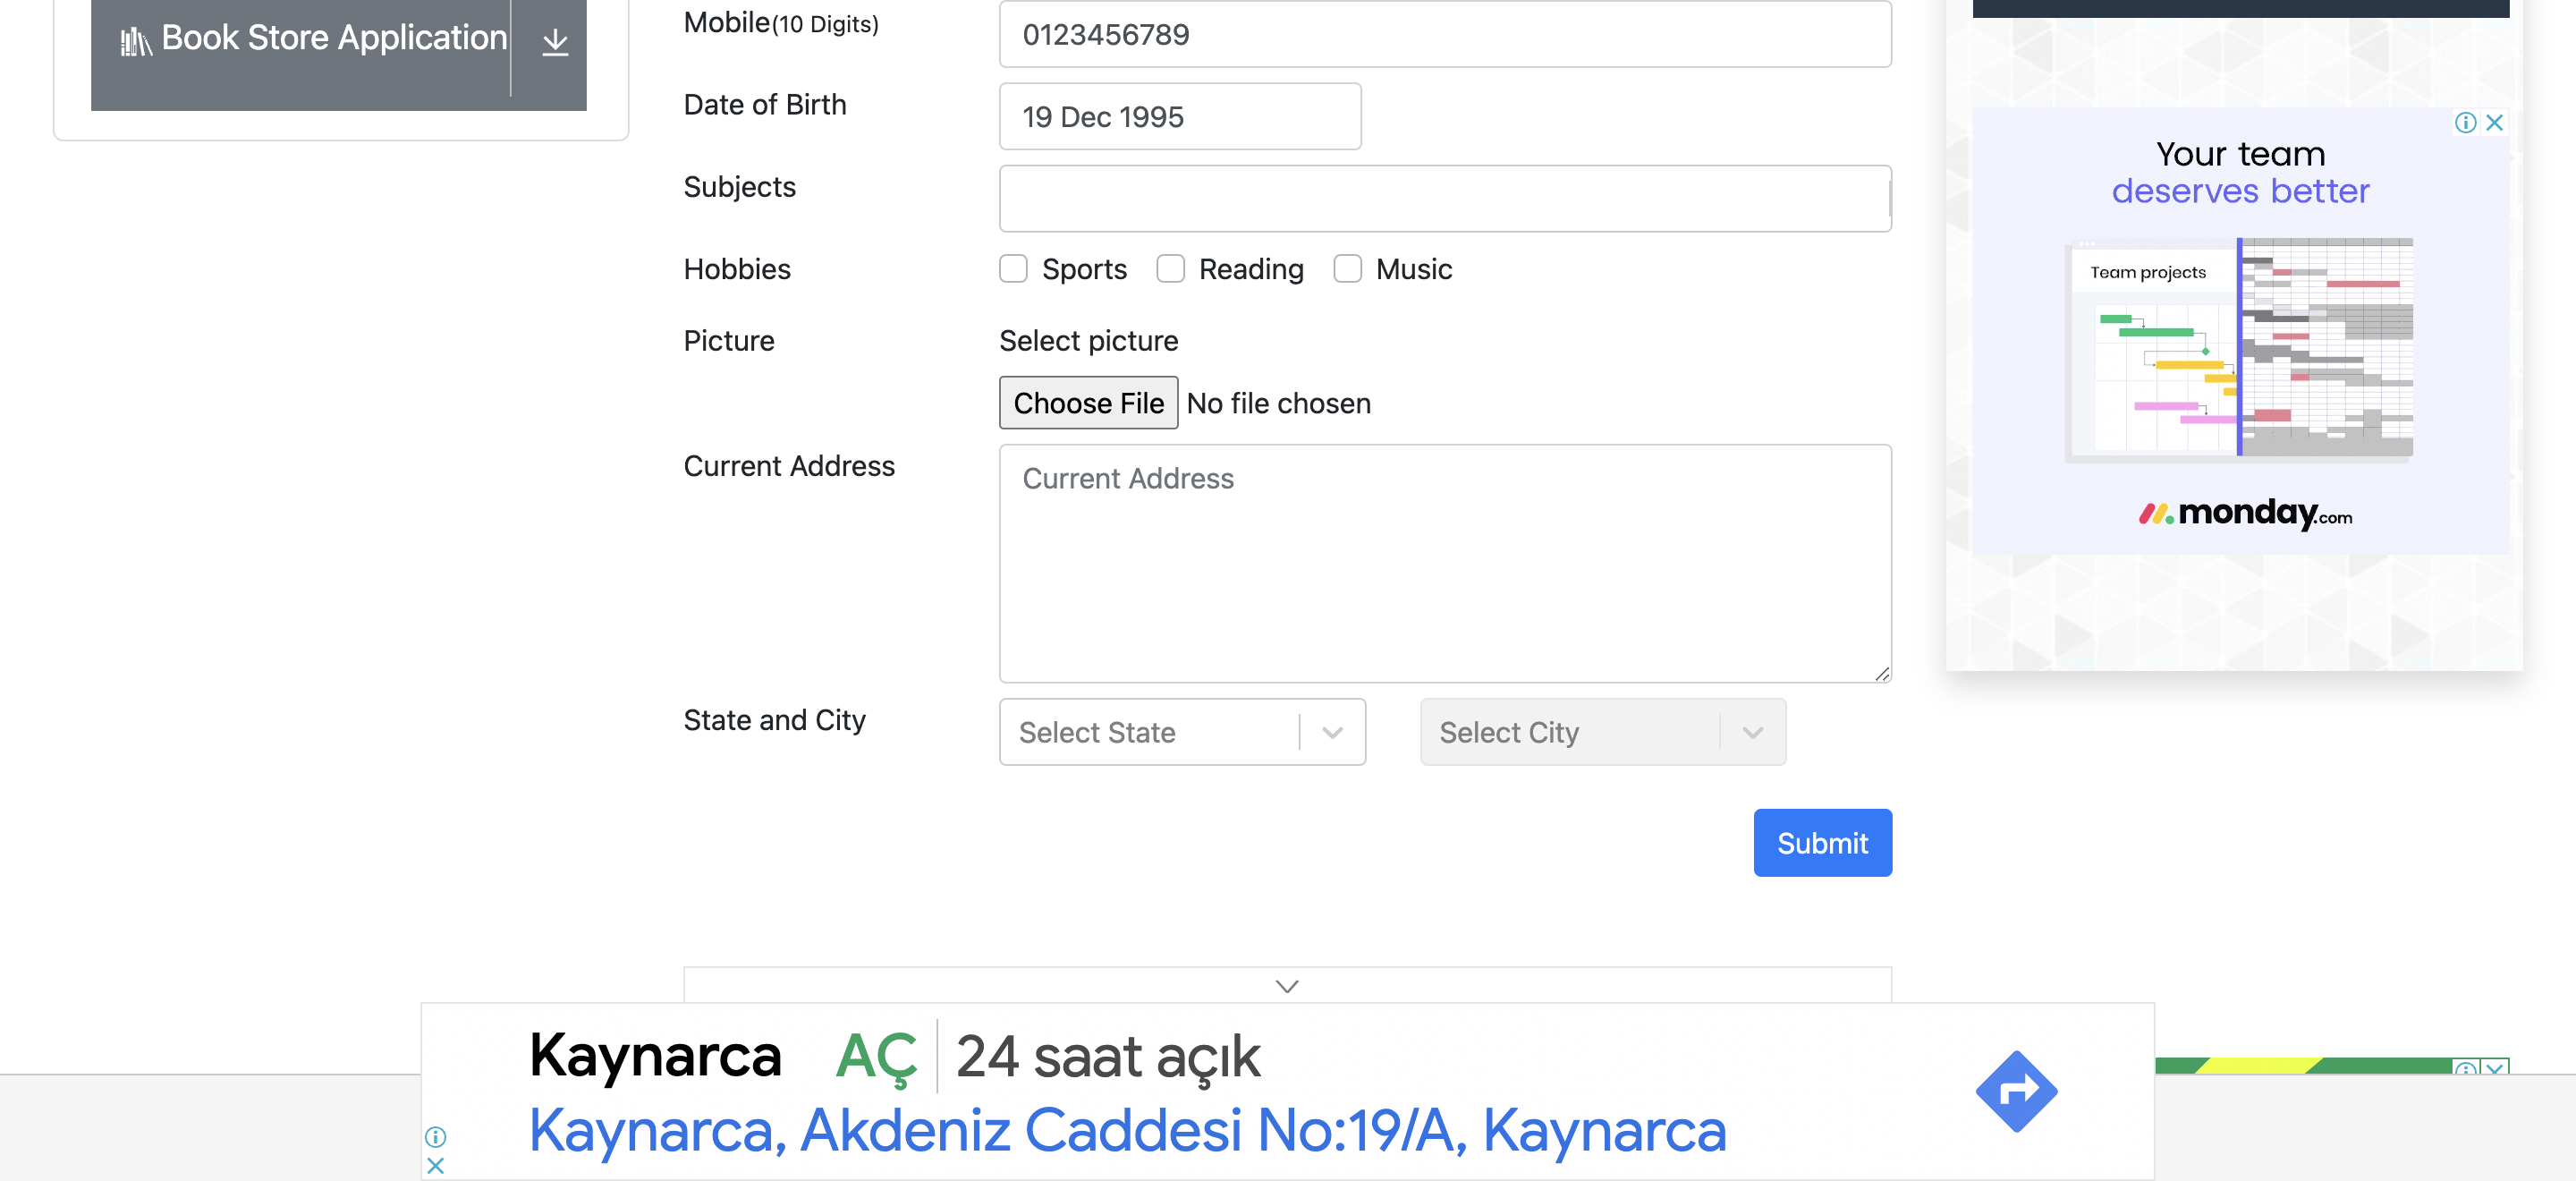 Book Store Application
Mobile(10 Digits)
0123456789
Date of Birth
19 Dec 1995
Subjects
Hobbies
Sports
Reading
Music
Picture
Select picture
Choose File
No file chosen
Current Address
Current Address
State and City
Select State
Select City
Submit
Your team
deserves better
Team projects
monday.com
Kaynarca AÇ 24 saat açık
Kaynarca, Akdeniz Caddesi No:19/A, Kaynarca